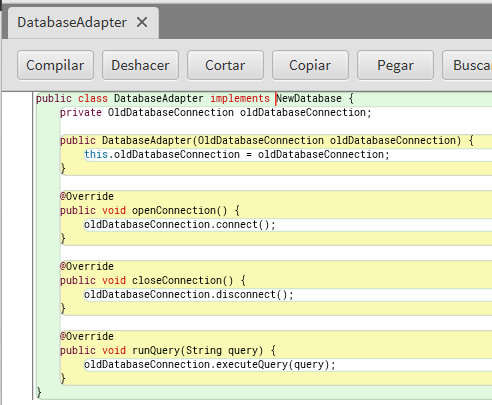 DatabaseAdapter ×
Compilar Deshacer Cortar Copiar Pegar Busca
public class DatabaseAdapter implements NewDatabase {
    private OldDatabaseConnection oldDatabaseConnection;

    public DatabaseAdapter(OldDatabaseConnection oldDatabaseConnection) {
        this.oldDatabaseConnection = oldDatabaseConnection;
    }

    @Override
    public void openConnection() {
        oldDatabaseConnection.connect();
    }

    @Override
    public void closeConnection() {
        oldDatabaseConnection.disconnect();
    }

    @Override
    public void runQuery(String query) {
        oldDatabaseConnection.executeQuery(query);
    }
}